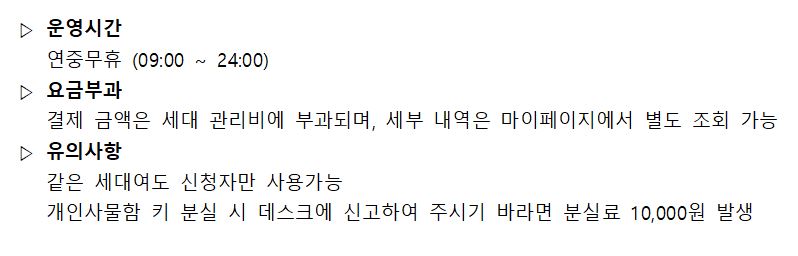 ▷ 운영시간
연중무휴 (09:00 ~ 24:00)
▷ 요금부과
결제 금액은 세대 관리비에 부과되며, 세부 내역은 마이페이지에서 별도 조회 가능
▷ 유의사항
같은 세대여도 신청자만 사용가능
개인사물함 키 분실 시 데스크에 신고하여 주시기 바라면 분실료 10,000원 발생